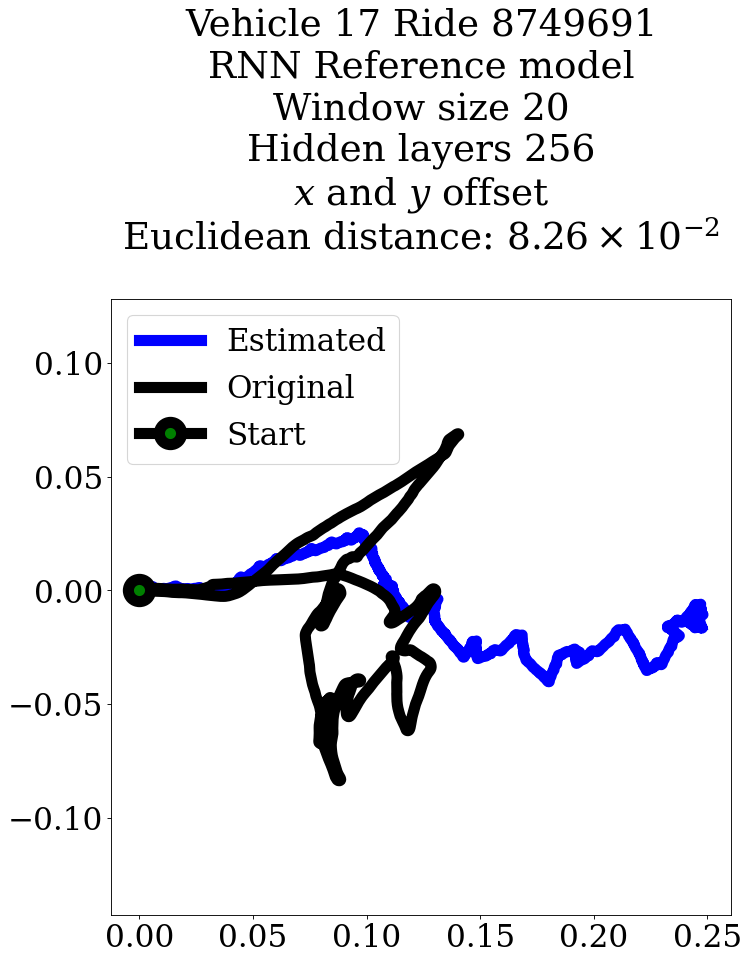 Vehicle 17 Ride 8749691
RNN Reference model
Window size 20
Hidden layers 256
x and y offset
Euclidean distance: 8.26 × 10⁻²
Estimated
Original
Start
0.10
0.05
0.00
−0.05
−0.10
0.00 0.05 0.10 0.15 0.20 0.25